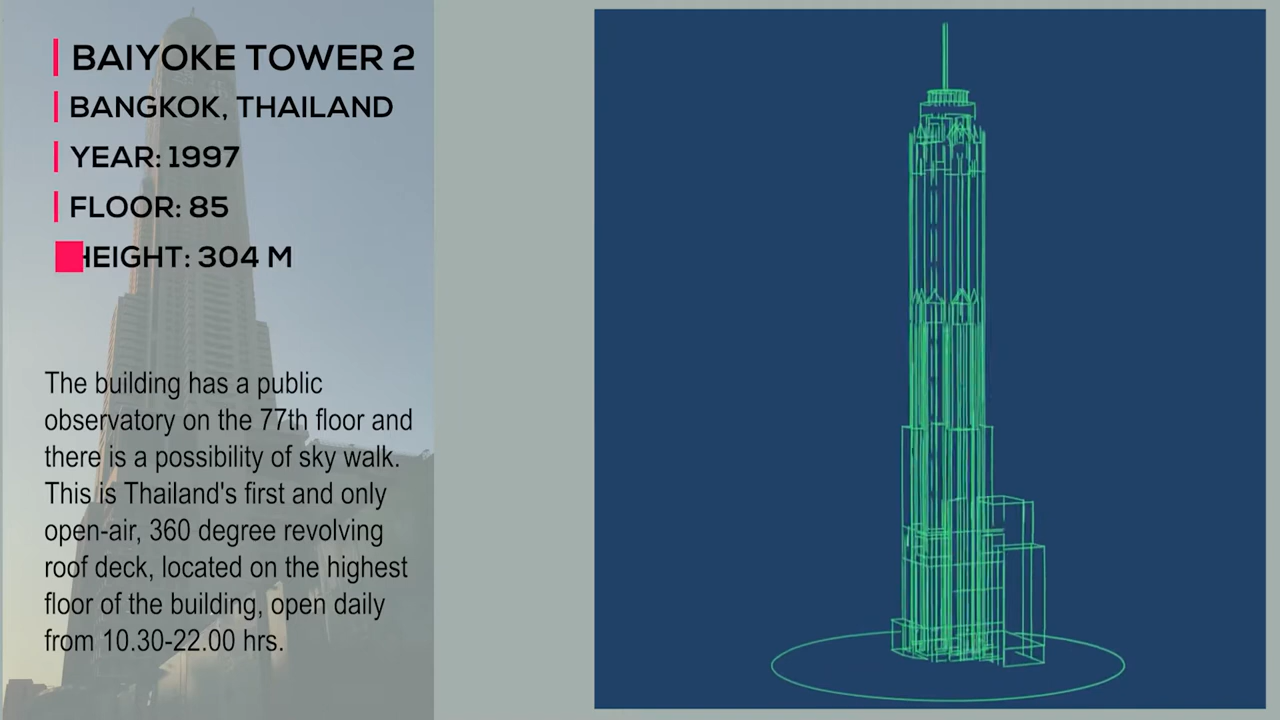 BAIYOKE TOWER 2
BANGKOK, THAILAND
YEAR: 1997
FLOOR: 85
HEIGHT: 304 M
The building has a public
observatory on the 77th floor and
there is a possibility of sky walk.
This is Thailand's first and only
open-air, 360 degree revolving
roof deck, located on the highest
floor of the building, open daily
from 10.30-22.00 hrs.